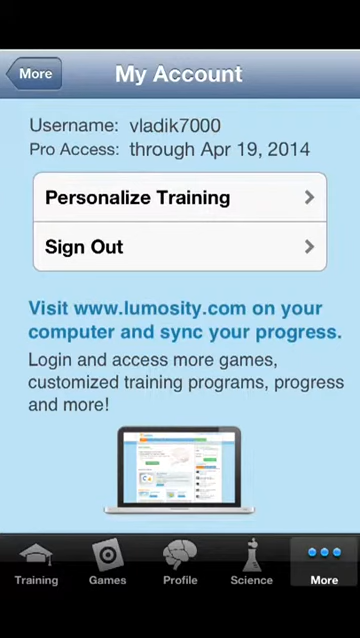 More
My Account
Username: vladik7000
Pro Access: through Apr 19, 2014
Personalize Training
Sign Out
Visit www.lumosity.com on your
computer and sync your progress.
Login and access more games,
customized training programs, progress
and more!
Training Games Profile Science More